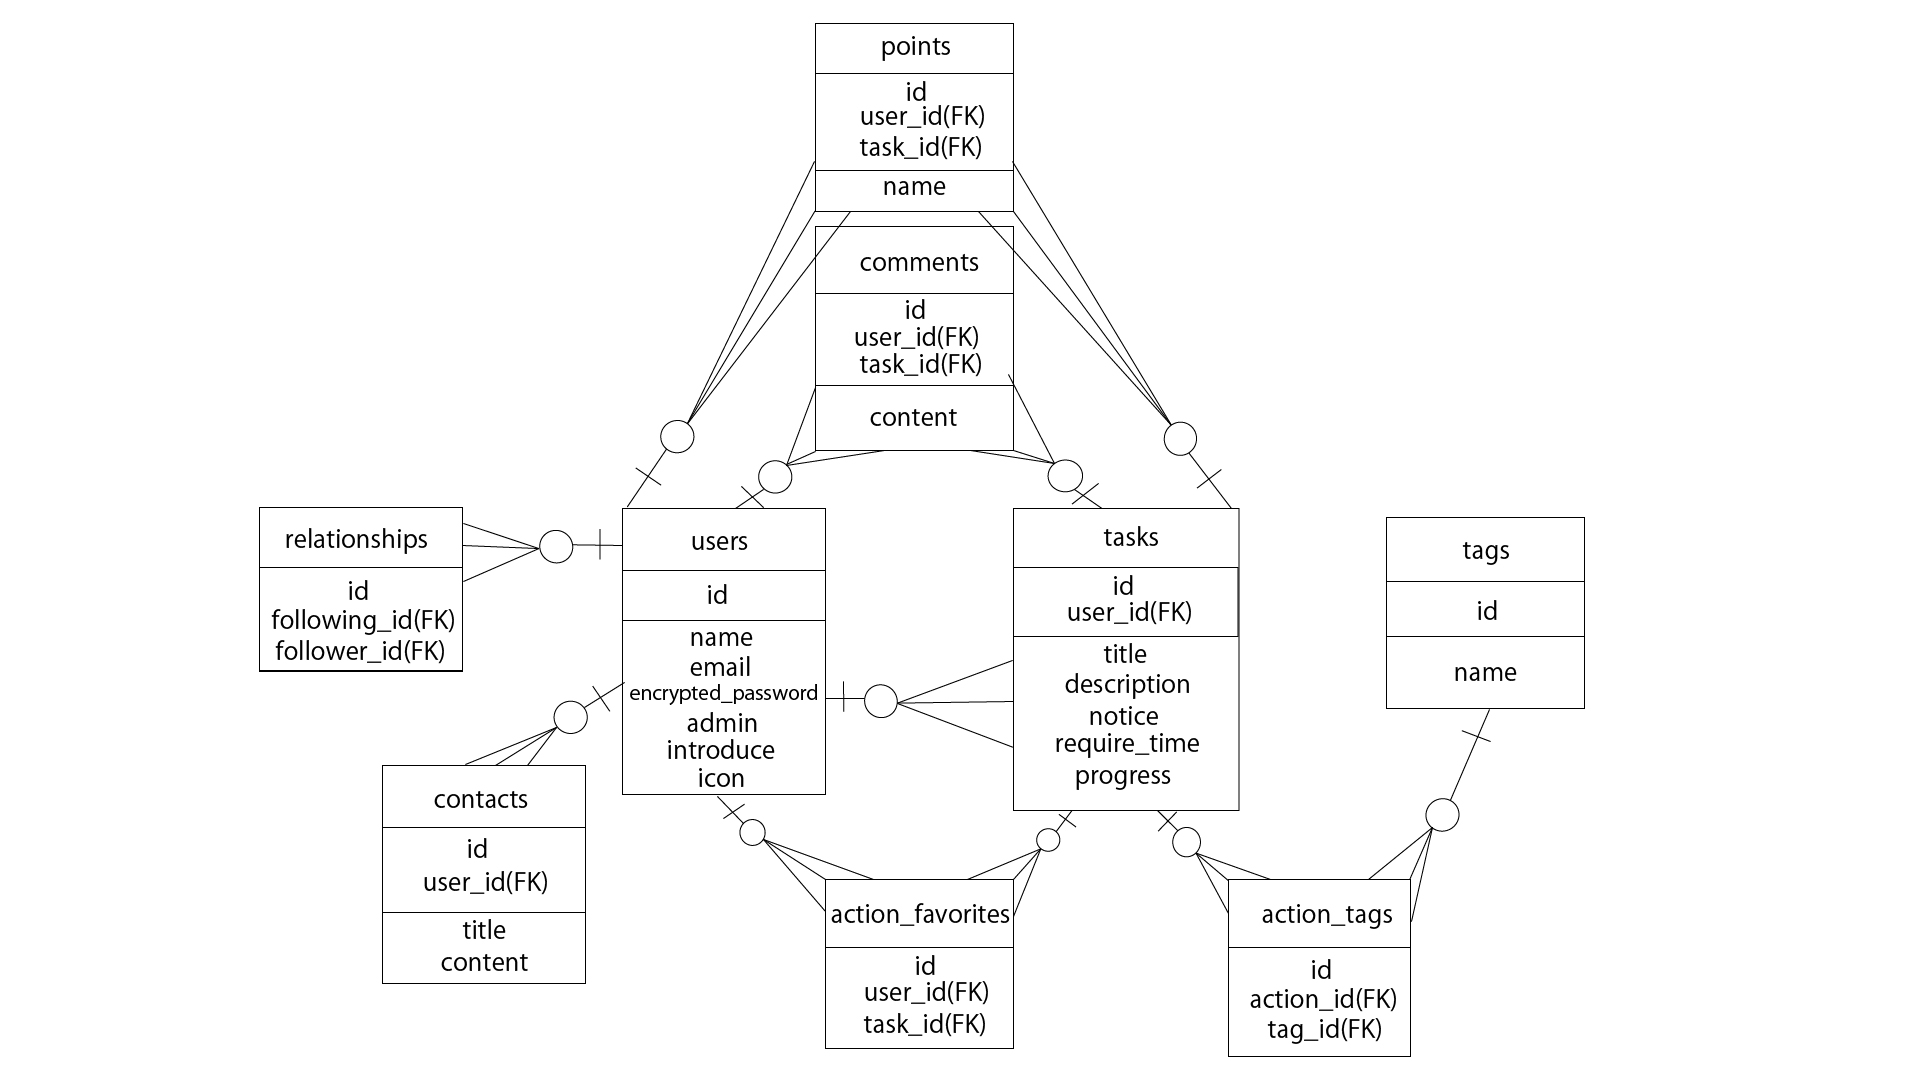 points
id
user_id(FK)
task_id(FK)
name
comments
id
user_id(FK)
task_id(FK)
content
relationships
id
following_id(FK)
follower_id(FK)
users
id
name
email
encrypted_password
admin
introduce
icon
tasks
id
user_id(FK)
title
description
notice
require_time
progress
tags
id
name
contacts
id
user_id(FK)
title
content
action_favorites
id
user_id(FK)
task_id(FK)
action_tags
id
action_id(FK)
tag_id(FK)